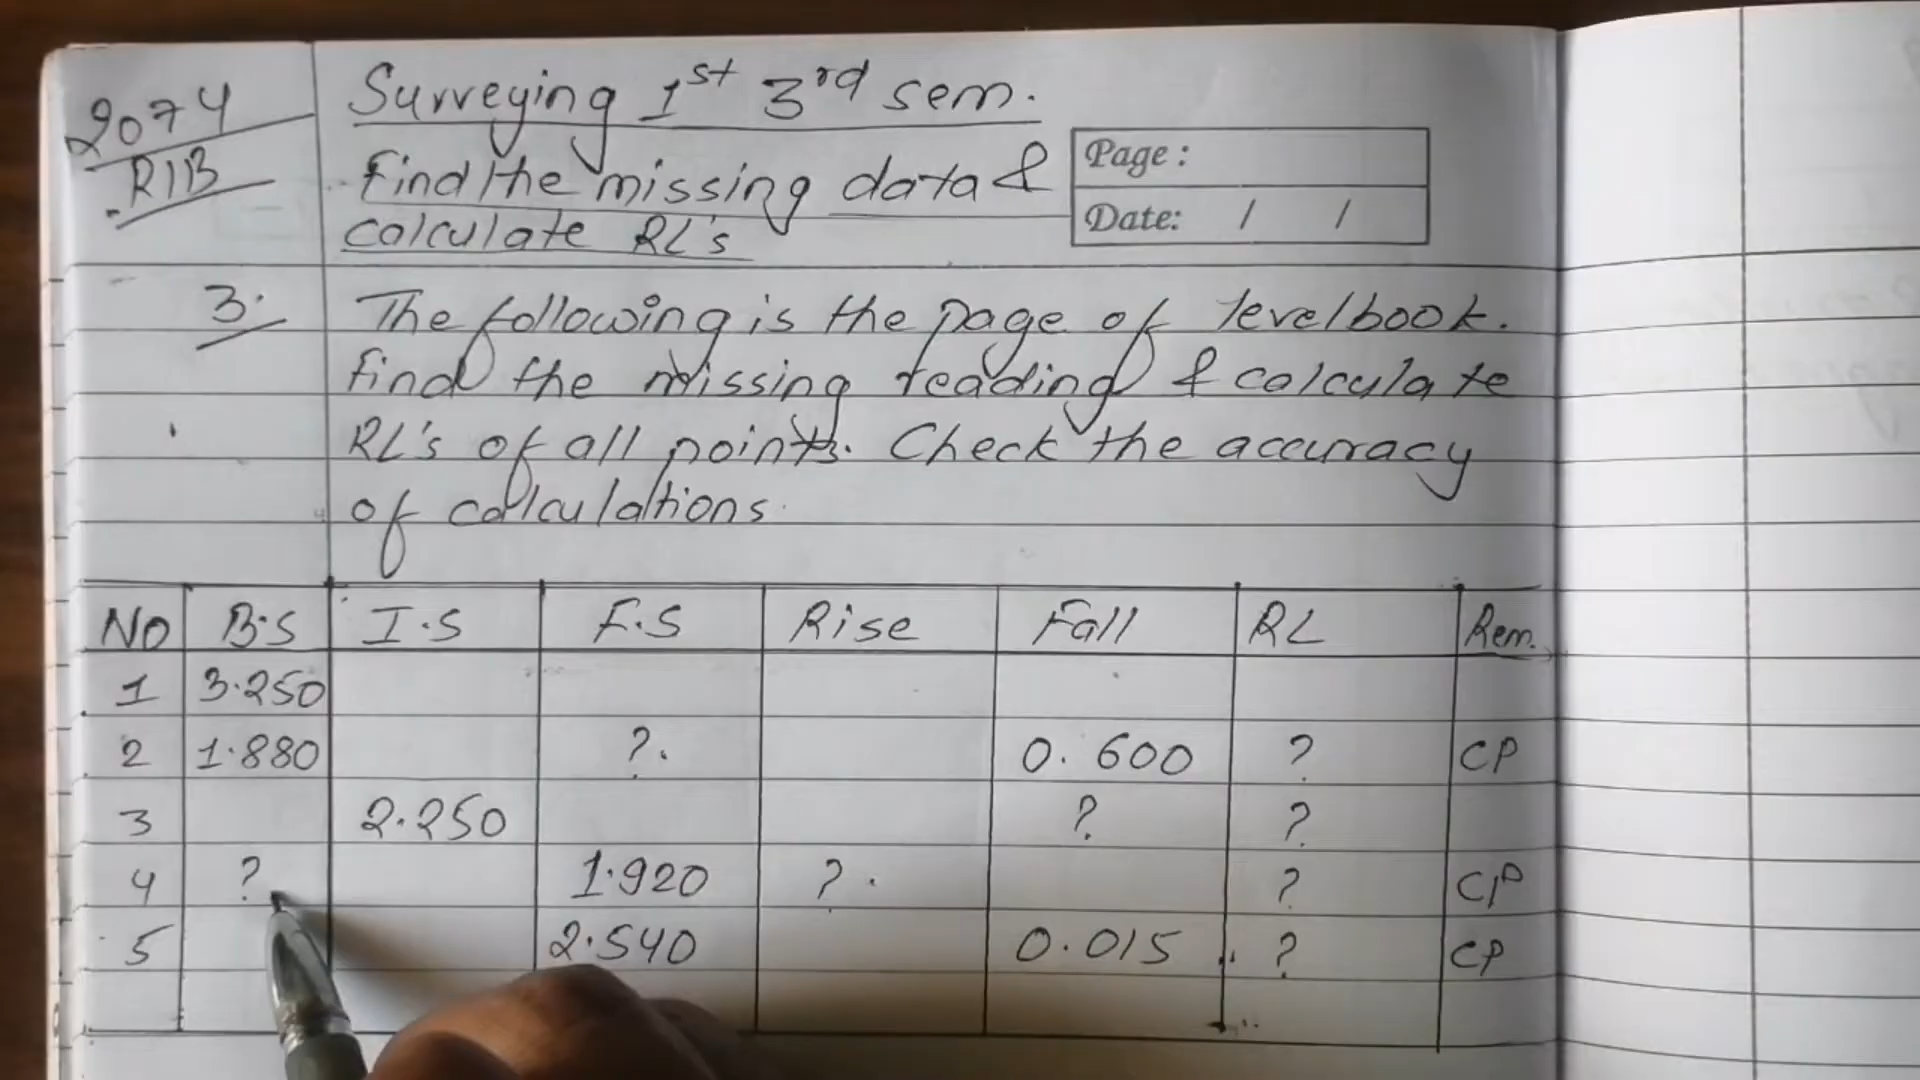 2074
RIB
Surveying 1st 3rd sem.
Find the missing data &
calculate RL's
Page :
Date: / /
3.
The following is the page of levelbook.
Find the missing reading & calculate
RL's of all points. Check the accuracy
of calculations.
No B.S I.S F.S Rise Fall RL Rem.
1 3.250
2 1.880 ? 0.600 ? CP
3 2.250 ? ?
4 ? 1.920 ? ? CP
5 2.540 0.015 ? CP